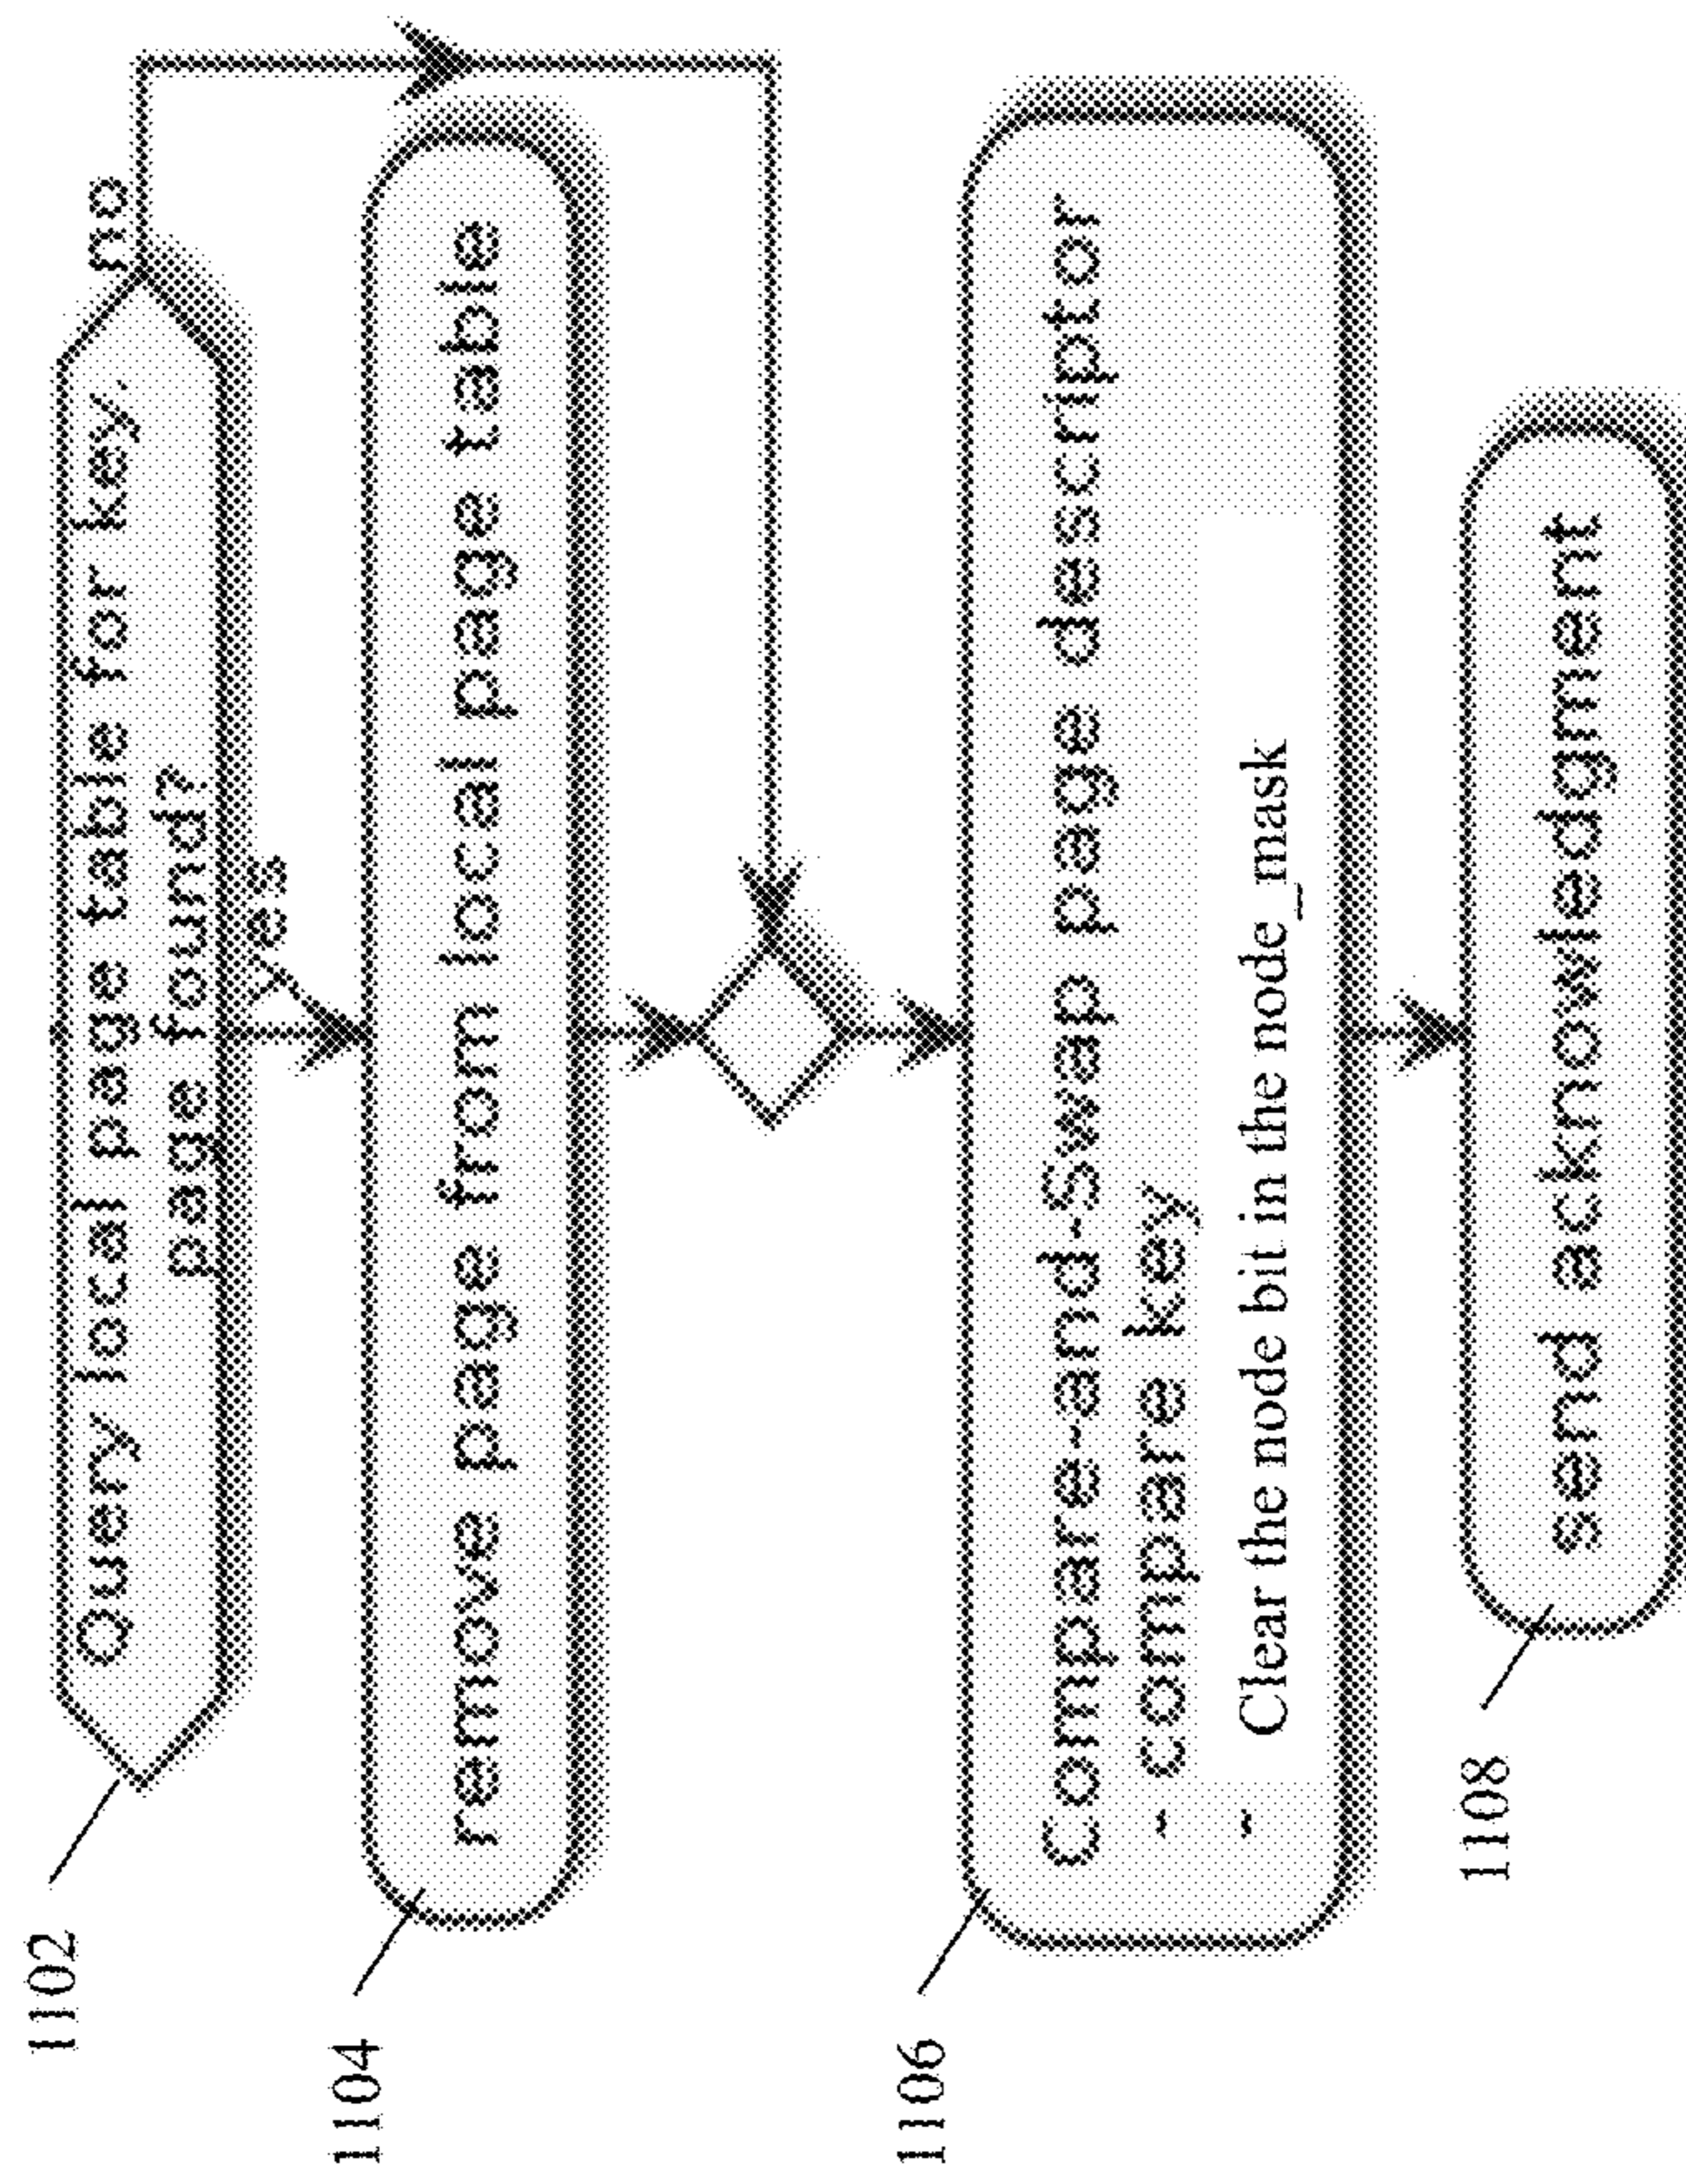 1102
Query local page table for key.
page found?
no
yes
1104
remove page from local page table
1106
Compare-and-Swap page descriptor
- compare key
- Clear the node bit in the node_mask
1108
send acknowledgment